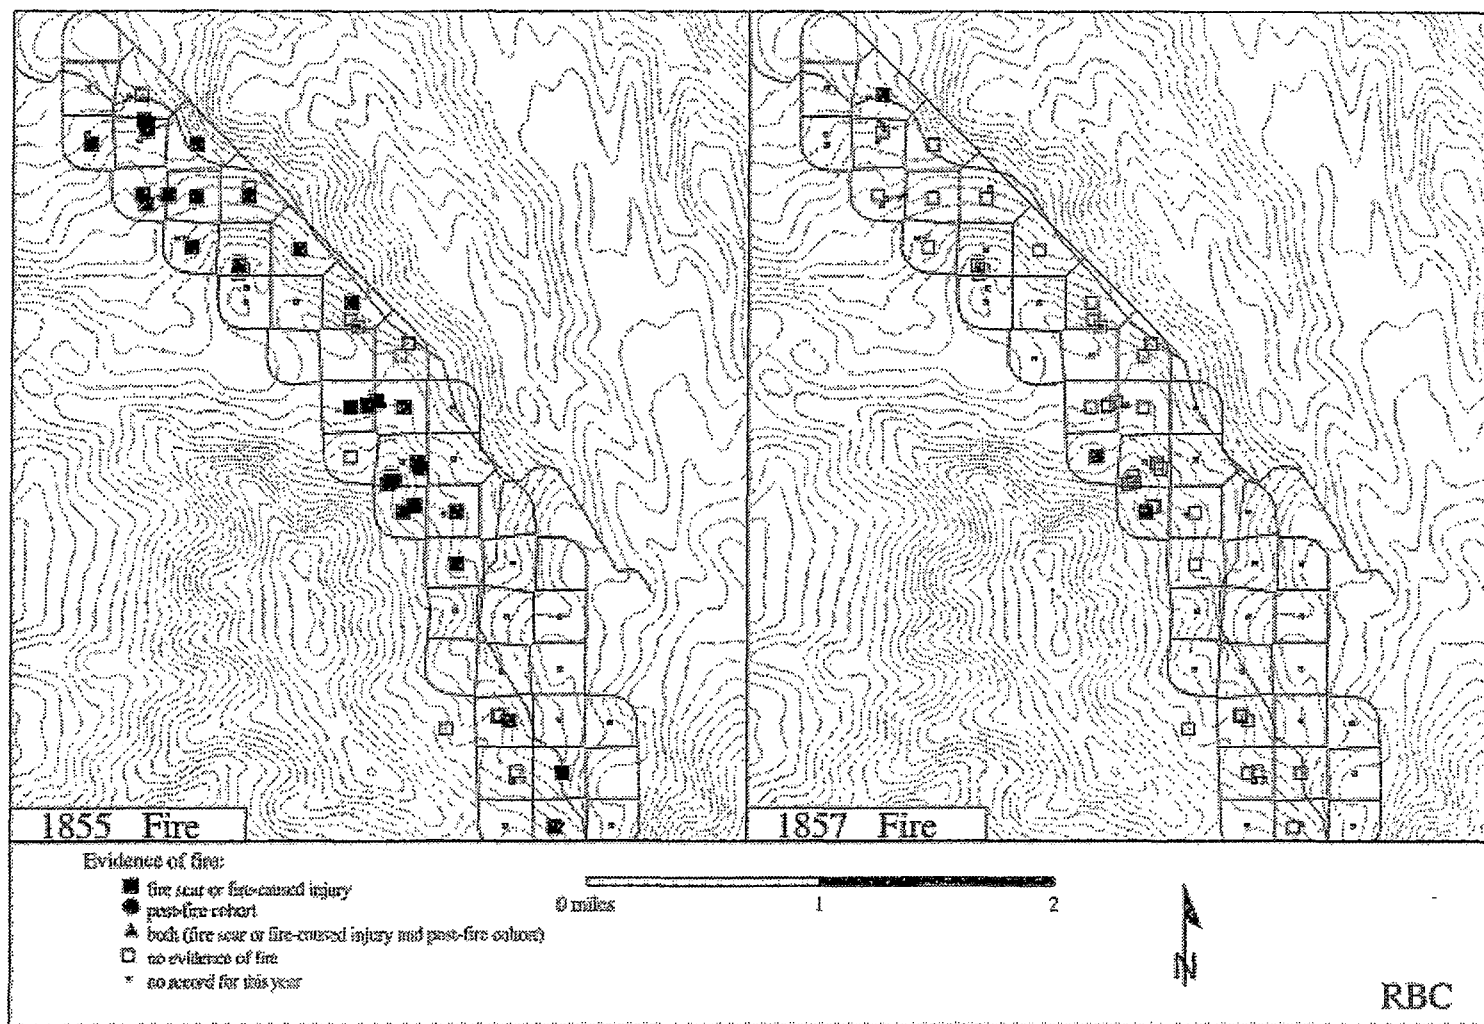 1855 Fire
1857 Fire
Evidence of fire:
fire scar or fire-caused injury
post-fire cohort
both (fire scar or fire-caused injury and post-fire cohort)
no evidence of fire
no record for this year
0 miles 1 2
N
RBC